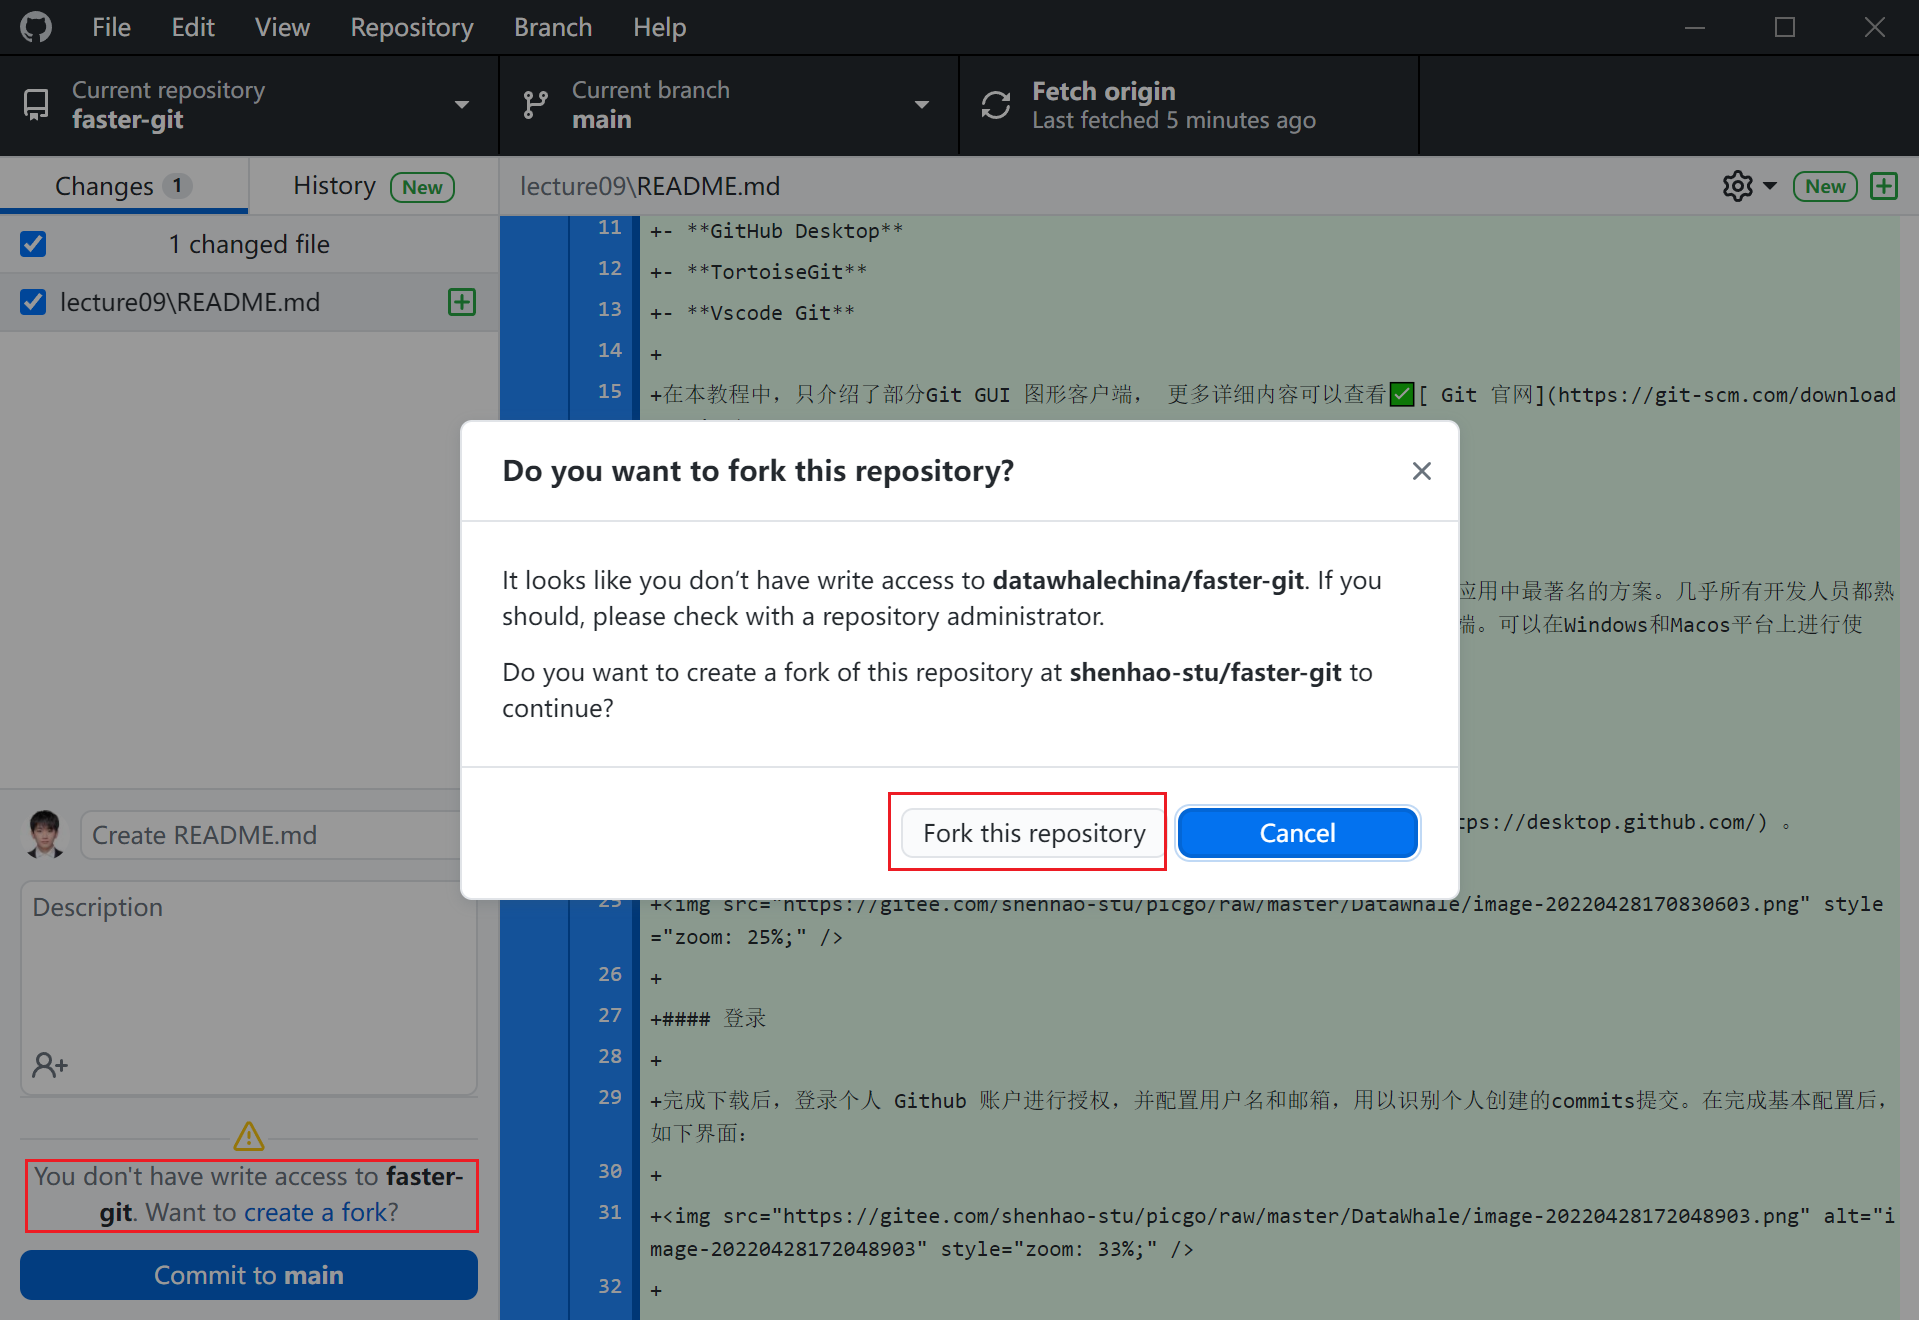 File Edit View Repository Branch Help
Current repository
faster-git
Current branch
main
Fetch origin
Last fetched 5 minutes ago
Changes 1
History New
lecture09\README.md
New
1 changed file
lecture09\README.md
11 +- **GitHub Desktop**
12 +- **TortoiseGit**
13 +- **Vscode Git**
14 +
15 +在本教程中，只介绍了部分Git GUI 图形客户端， 更多详细内容可以查看✅[ Git 官网](https://git-scm.com/download
Do you want to fork this repository?
It looks like you don’t have write access to datawhalechina/faster-git. If you
should, please check with a repository administrator.
Do you want to create a fork of this repository at shenhao-stu/faster-git to
continue?
Fork this repository
Cancel
应用中最著名的方案。几乎所有开发人员都熟
端。可以在Windows和Macos平台上进行使
tps://desktop.github.com/) 。
25 +<img src="https://gitee.com/shenhao-stu/picgo/raw/master/DataWhale/image-20220428170830603.png" style
="zoom: 25%;" />
26 +
27 +#### 登录
28 +
29 +完成下载后，登录个人 Github 账户进行授权，并配置用户名和邮箱，用以识别个人创建的commits提交。在完成基本配置后，
如下界面：
30 +
31 +<img src="https://gitee.com/shenhao-stu/picgo/raw/master/DataWhale/image-20220428172048903.png" alt="i
mage-20220428172048903" style="zoom: 33%;" />
32 +
Create README.md
Description
You don't have write access to faster-
git. Want to create a fork?
Commit to main